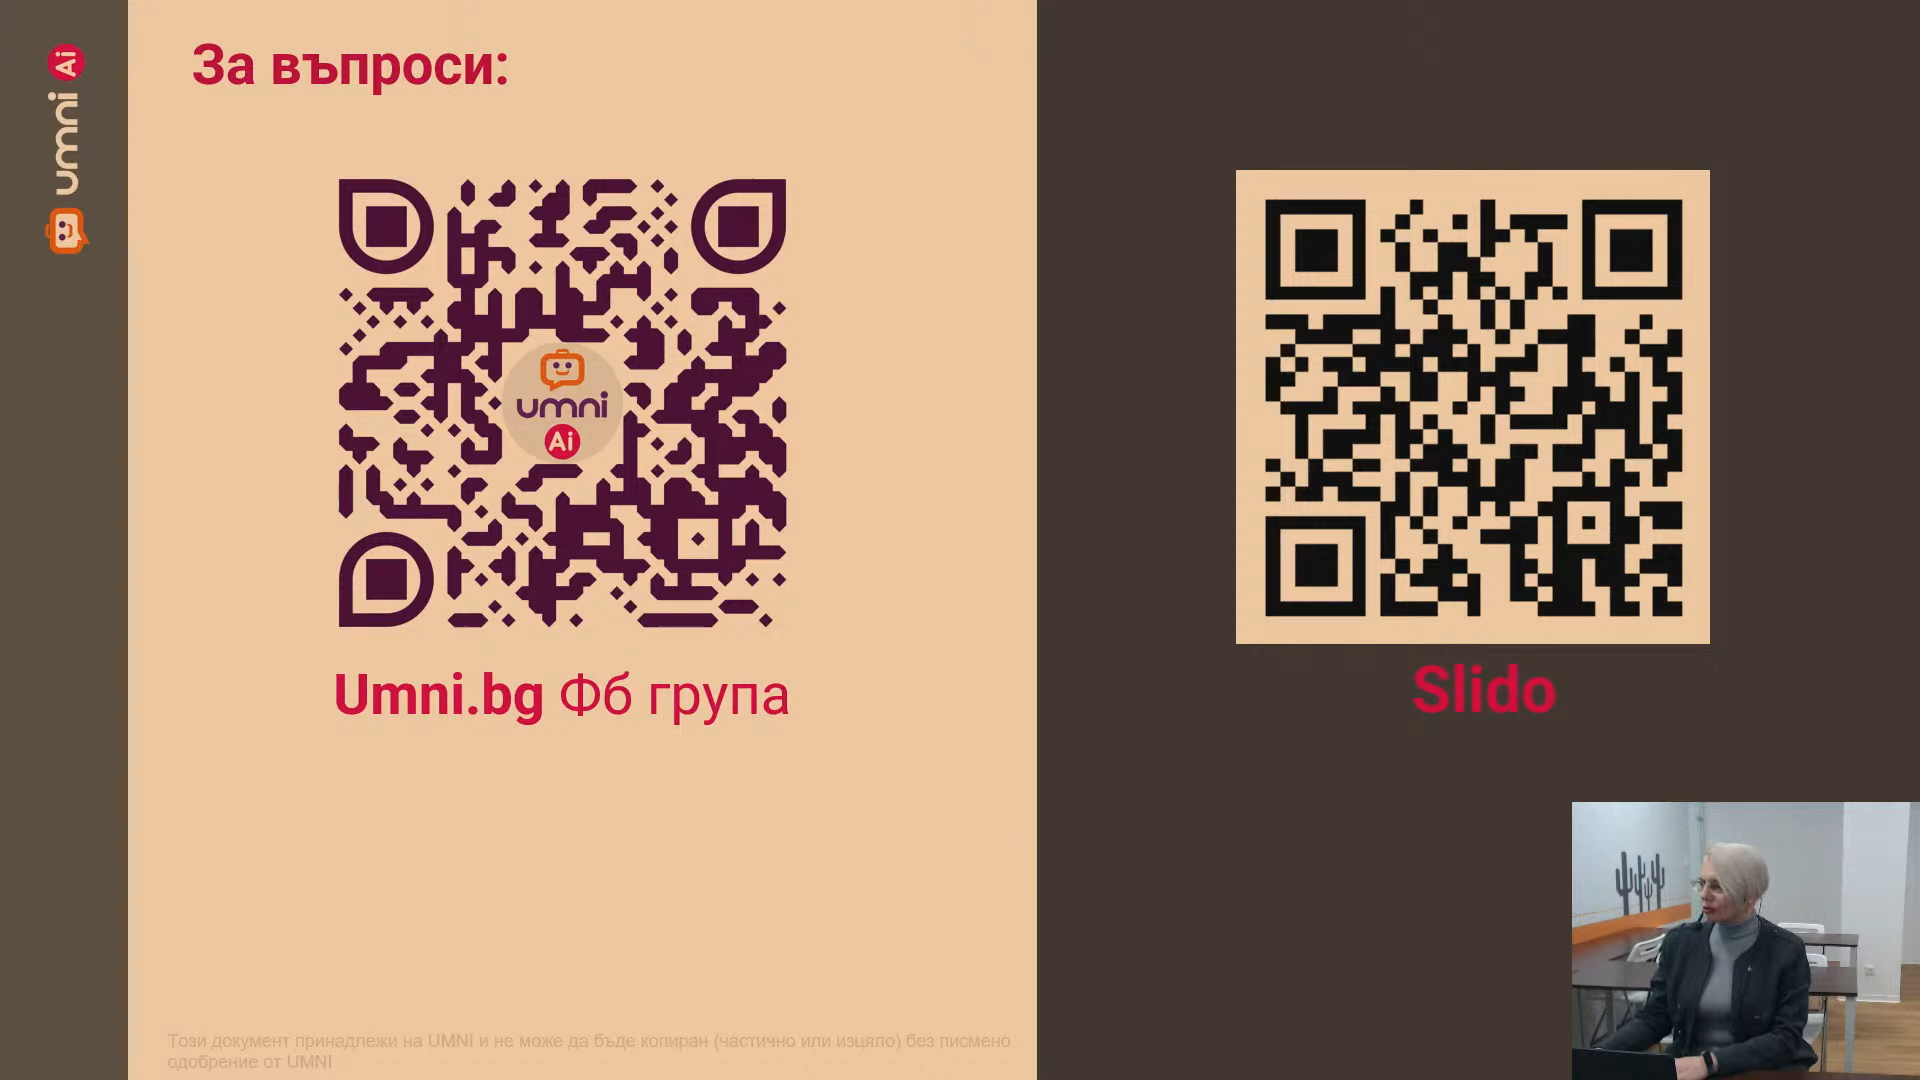 umni Ai
За въпроси:
umni
Ai
Umni.bg Фб група
Slido
Този документ принадлежи на UMNI и не може да бъде копиран (частично или изцяло) без писмено
одобрение от UMNI